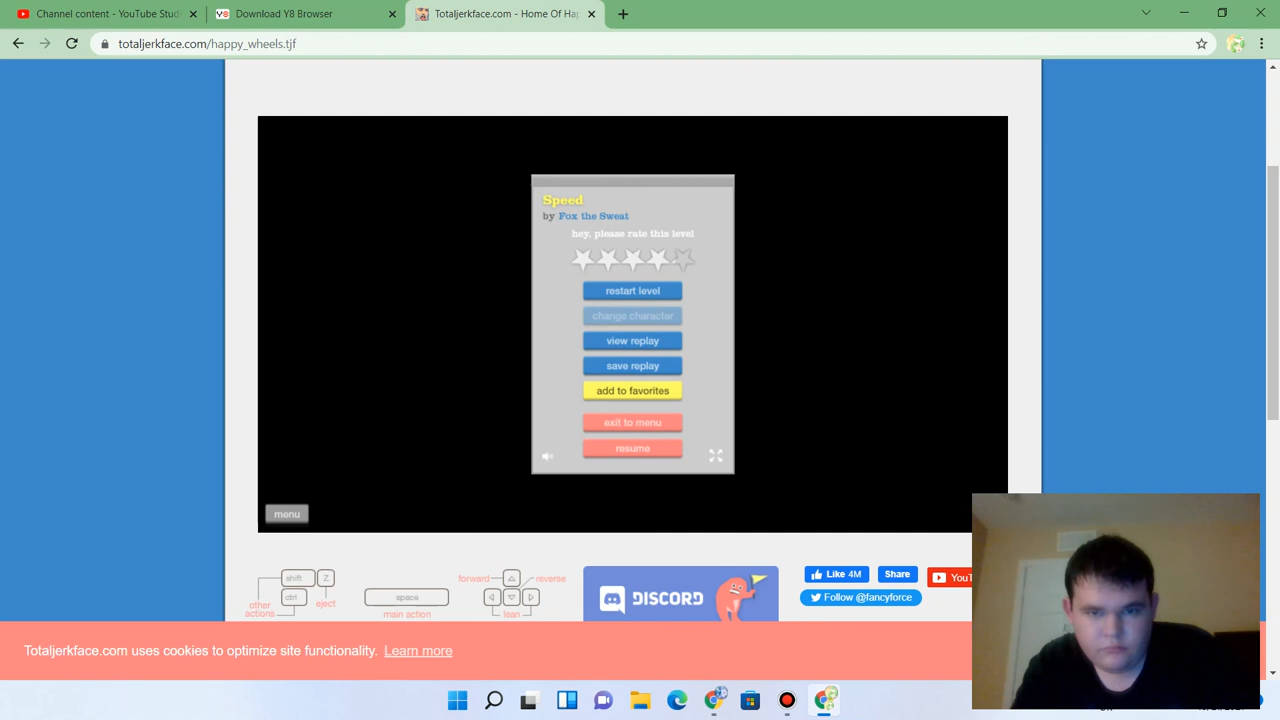 Channel content - YouTube Studi
Download Y8 Browser
Totaljerkface.com - Home Of Hap
totaljerkface.com/happy_wheels.tjf
Speed
by Fox the Sweat
hey, please rate this level
restart level
change character
view replay
save replay
add to favorites
exit to menu
resume
menu
shift
Z
ctrl
other
actions
eject
space
main action
forward
reverse
lean
DISCORD
Like 4M
Share
YouT
Follow @fancyforce
Totaljerkface.com uses cookies to optimize site functionality. Learn more